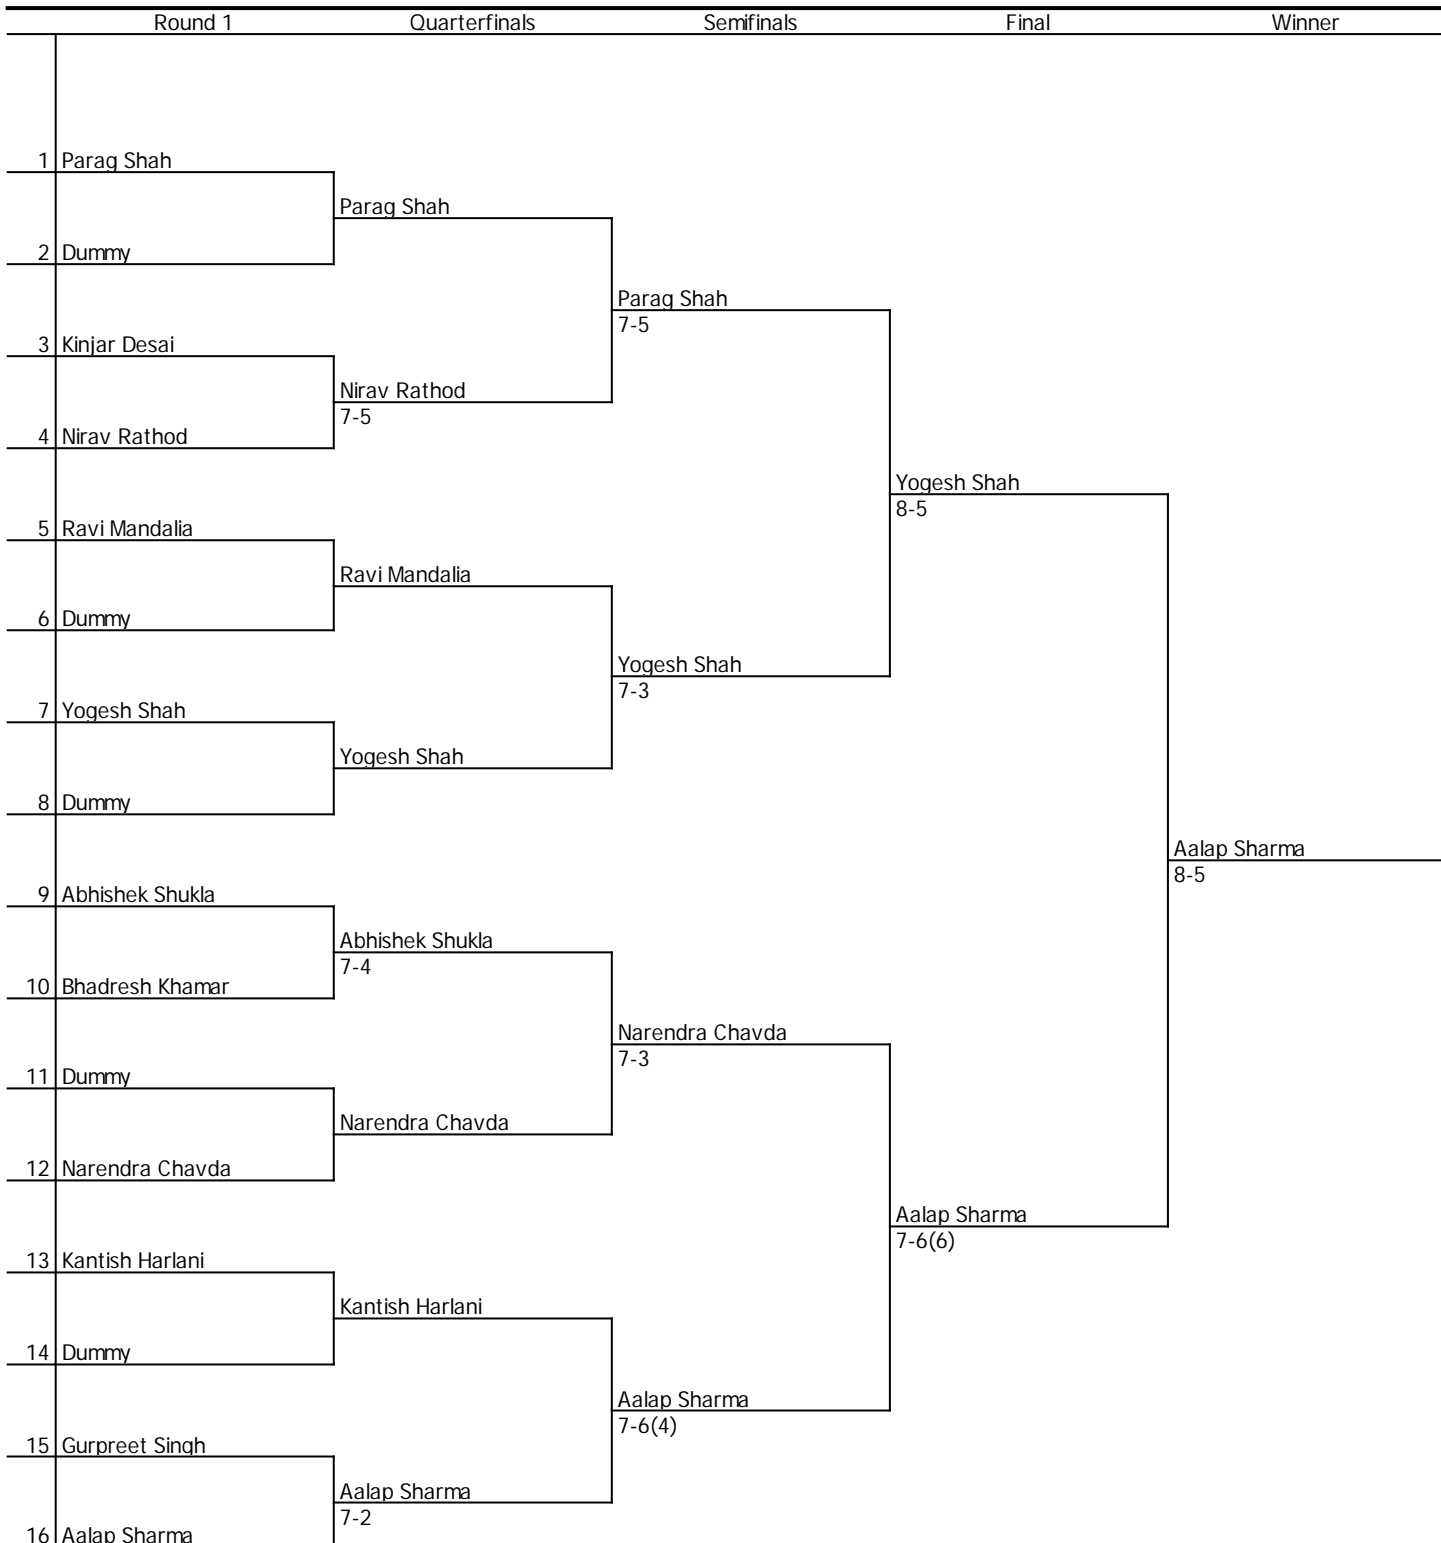 Round 1 Quarterfinals Semifinals Final Winner
1 Parag Shah
Parag Shah
2 Dummy
Parag Shah
7-5
3 Kinjar Desai
Nirav Rathod
7-5
4 Nirav Rathod
Yogesh Shah
8-5
5 Ravi Mandalia
Ravi Mandalia
6 Dummy
Yogesh Shah
7-3
7 Yogesh Shah
Yogesh Shah
8 Dummy
Aalap Sharma
8-5
9 Abhishek Shukla
Abhishek Shukla
7-4
10 Bhadresh Khamar
Narendra Chavda
7-3
11 Dummy
Narendra Chavda
12 Narendra Chavda
Aalap Sharma
7-6(6)
13 Kantish Harlani
Kantish Harlani
14 Dummy
Aalap Sharma
7-6(4)
15 Gurpreet Singh
Aalap Sharma
7-2
16 Aalap Sharma